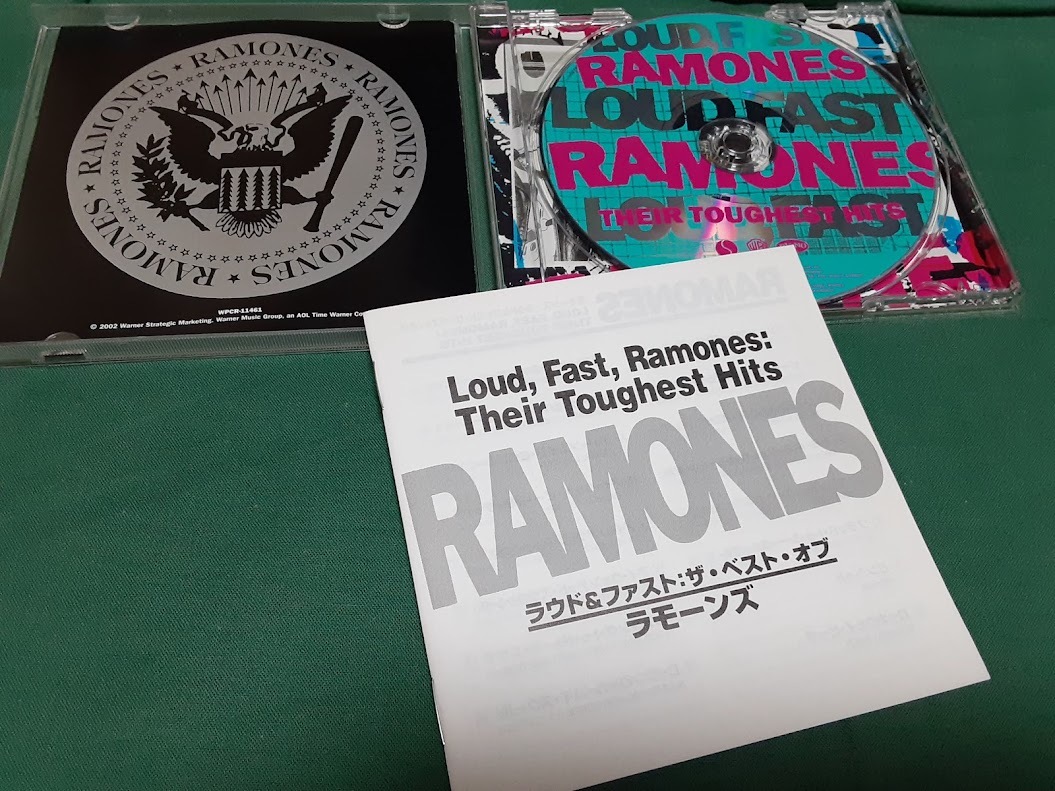 RAMONES ★ RAMONES ★ RAMONES ★ RAMONES ★ RAMONES ★ RAMONES ★
WPCR-11461
© 2002 Warner Strategic Marketing. Warner Music Group, an AOL Time Warner
LOUD, FAST
RAMONES
LOUD, FAST
RAMONES
THEIR TOUGHEST HITS
LOUD, FAST
Loud, Fast, Ramones:
Their Toughest Hits
RAMONES
ラウド&ファスト:ザ・ベスト・オブ
ラモーンズ